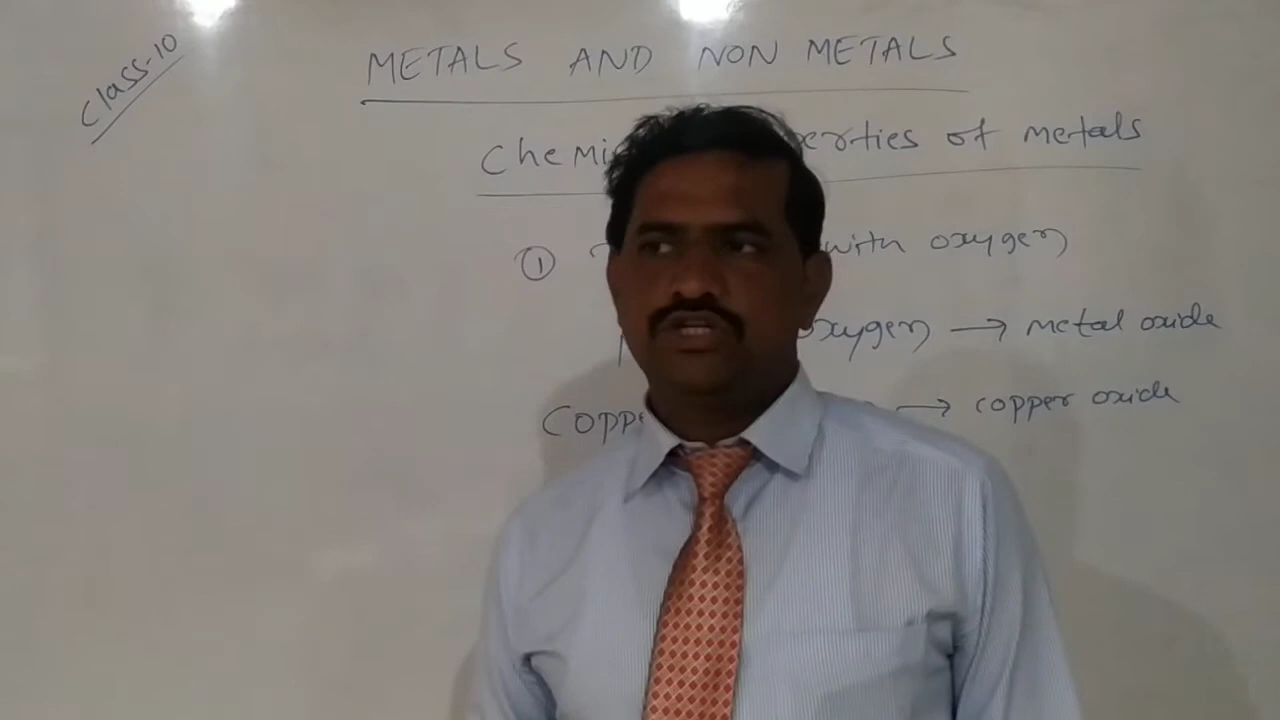 Class-10
METALS AND NON METALS
Chemi erties of metals
① with oxygen
oxygen → metal oxide
Coppe → copper oxide